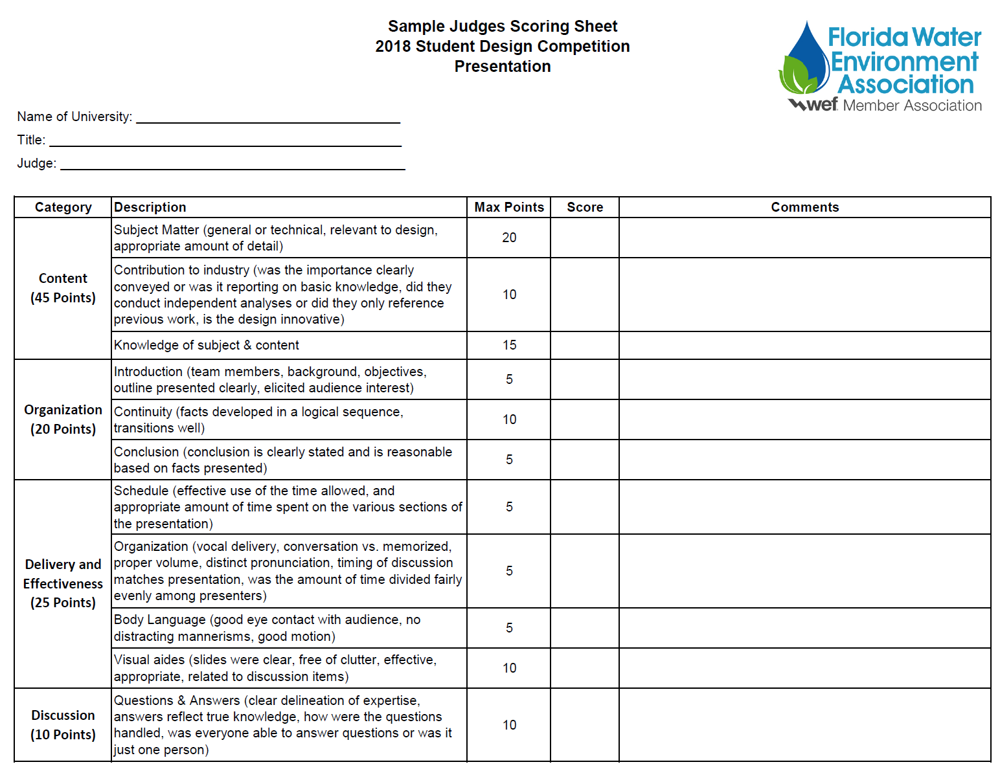 Sample Judges Scoring Sheet
2018 Student Design Competition
Presentation
Florida Water
Environment
Association
wef Member Association
Name of University:
Title:
Judge:
Category Description Max Points Score Comments
Content
(45 Points)
Subject Matter (general or technical, relevant to design,
appropriate amount of detail)
20
Contribution to industry (was the importance clearly
conveyed or was it reporting on basic knowledge, did they
conduct independent analyses or did they only reference
previous work, is the design innovative)
10
Knowledge of subject & content
15
Organization
(20 Points)
Introduction (team members, background, objectives,
outline presented clearly, elicited audience interest)
5
Continuity (facts developed in a logical sequence,
transitions well)
10
Conclusion (conclusion is clearly stated and is reasonable
based on facts presented)
5
Delivery and
Effectiveness
(25 Points)
Schedule (effective use of the time allowed, and
appropriate amount of time spent on the various sections of
the presentation)
5
Organization (vocal delivery, conversation vs. memorized,
proper volume, distinct pronunciation, timing of discussion
matches presentation, was the amount of time divided fairly
evenly among presenters)
5
Body Language (good eye contact with audience, no
distracting mannerisms, good motion)
5
Visual aides (slides were clear, free of clutter, effective,
appropriate, related to discussion items)
10
Discussion
(10 Points)
Questions & Answers (clear delineation of expertise,
answers reflect true knowledge, how were the questions
handled, was everyone able to answer questions or was it
just one person)
10